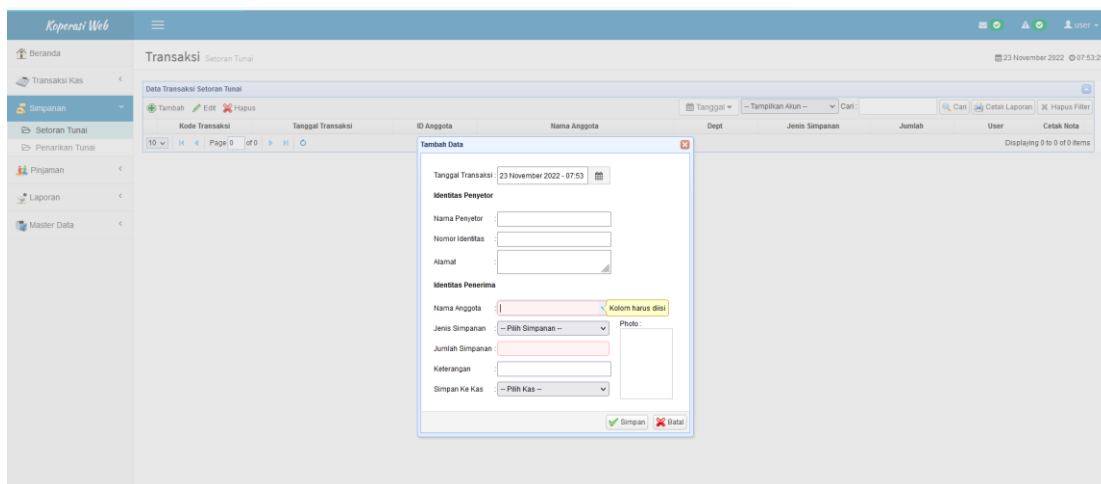 Koperasi Web
user
Beranda
Transaksi Kas
Simpanan
Setoran Tunai
Penarikan Tunai
Pinjaman
Laporan
Master Data
Transaksi Setoran Tunai
23 November 2022 07:53:2
Data Transaksi Setoran Tunai
Tambah Edit Hapus
Tanggal -- Tampilkan Akun -- Cari : Cari Cetak Laporan Hapus Filter
Kode Transaksi Tanggal Transaksi ID Anggota Nama Anggota Dept Jenis Simpanan Jumlah User Cetak Nota
10 Page 0 of 0 Displaying 0 to 0 of 0 items
Tambah Data
Tanggal Transaksi : 23 November 2022 - 07:53
Identitas Penyetor
Nama Penyetor :
Nomor Identitas :
Alamat :
Identitas Penerima
Nama Anggota : Kolom harus diisi
Jenis Simpanan : -- Pilih Simpanan -- Photo :
Jumlah Simpanan :
Keterangan :
Simpan Ke Kas : -- Pilih Kas --
Simpan Batal